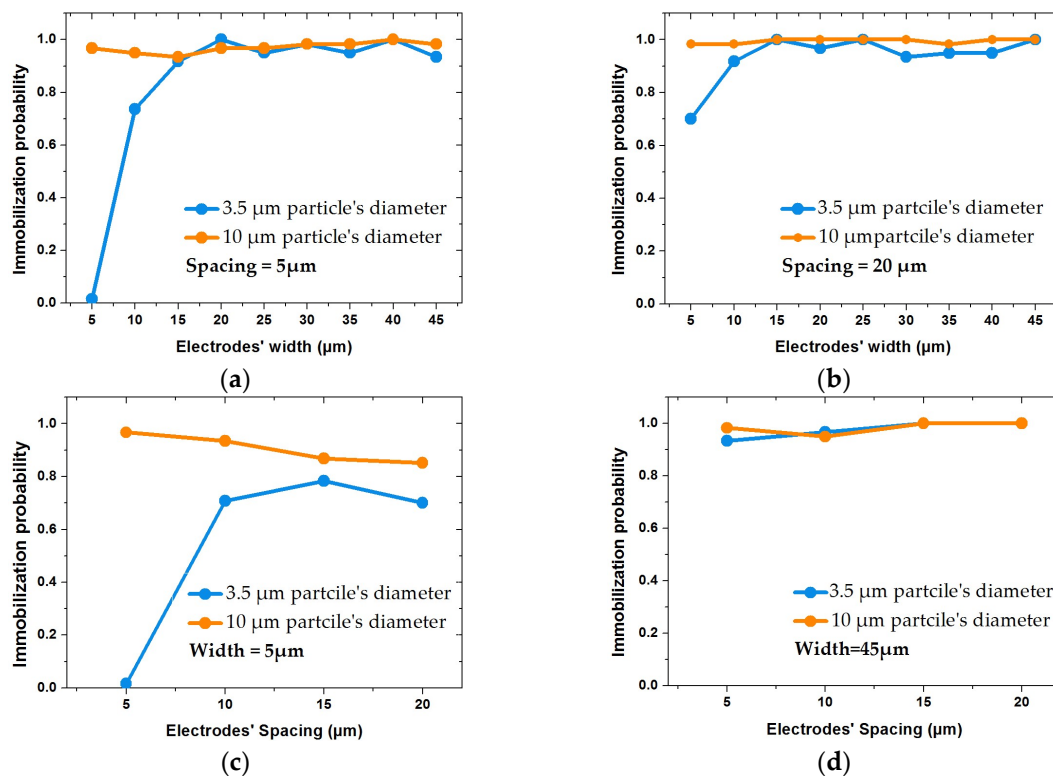 Immobilization probability
1.0
0.8
0.6
0.4
0.2
0.0
3.5 µm particle's diameter
10 µm particle's diameter
Spacing = 5µm
5 10 15 20 25 30 35 40 45
Electrodes' width (µm)
(a)
Immobilization probability
1.0
0.8
0.6
0.4
0.2
0.0
3.5 µm partcile's diameter
10 µmpartcile's diameter
Spacing = 20 µm
5 10 15 20 25 30 35 40 45
Electrodes' width (µm)
(b)
Immobilization probability
1.0
0.8
0.6
0.4
0.2
0.0
3.5 µm partcile's diameter
10 µm partcile's diameter
Width = 5µm
5 10 15 20
Electrodes' Spacing (µm)
(c)
Immobilization probability
1.0
0.8
0.6
0.4
0.2
0.0
3.5 µm partcile's diameter
10 µm partcile's diameter
Width=45µm
5 10 15 20
Electrodes' Spacing (µm)
(d)